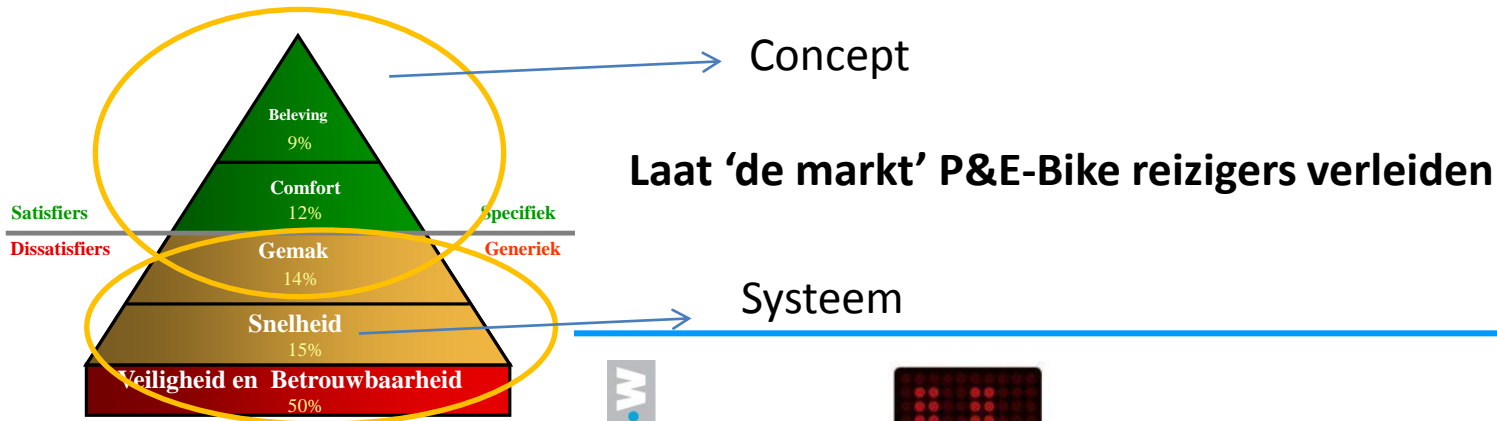 Concept
Beleving
9%
Laat ‘de markt’ P&E-Bike reizigers verleiden
Comfort
12%
Satisfiers
Specifiek
Dissatisfiers
Generiek
Gemak
14%
Systeem
Snelheid
15%
Veiligheid en Betrouwbaarheid
50%